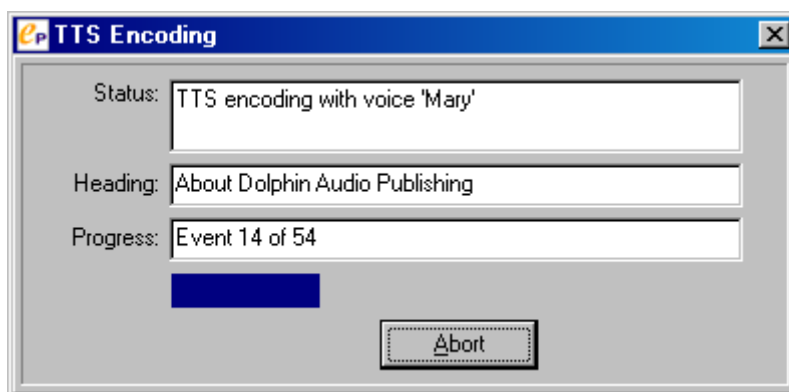 eP TTS Encoding
Status: TTS encoding with voice 'Mary'
Heading: About Dolphin Audio Publishing
Progress: Event 14 of 54
Abort